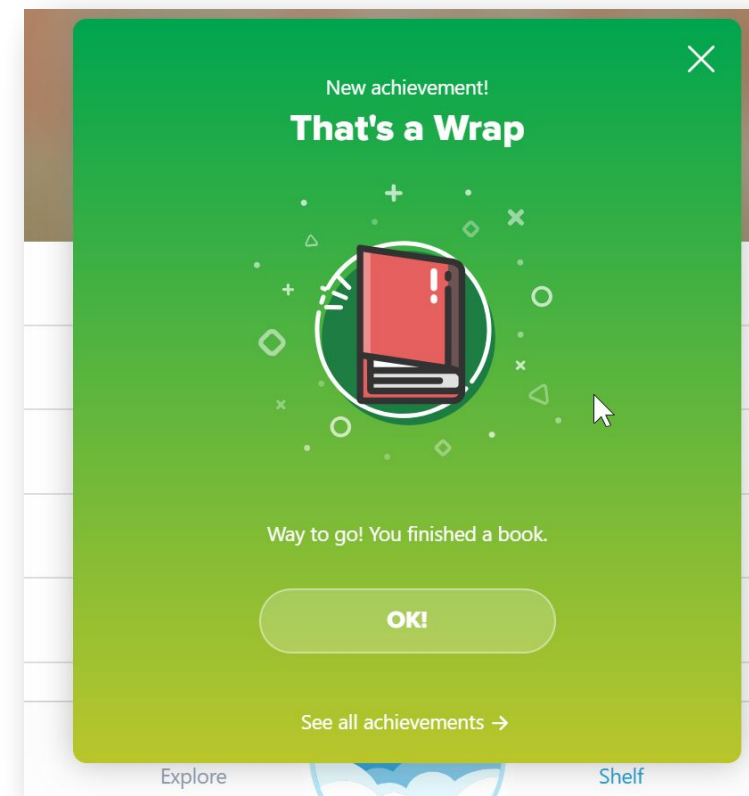 New achievement!
That's a Wrap
Way to go! You finished a book.
OK!
See all achievements →
Explore
Shelf